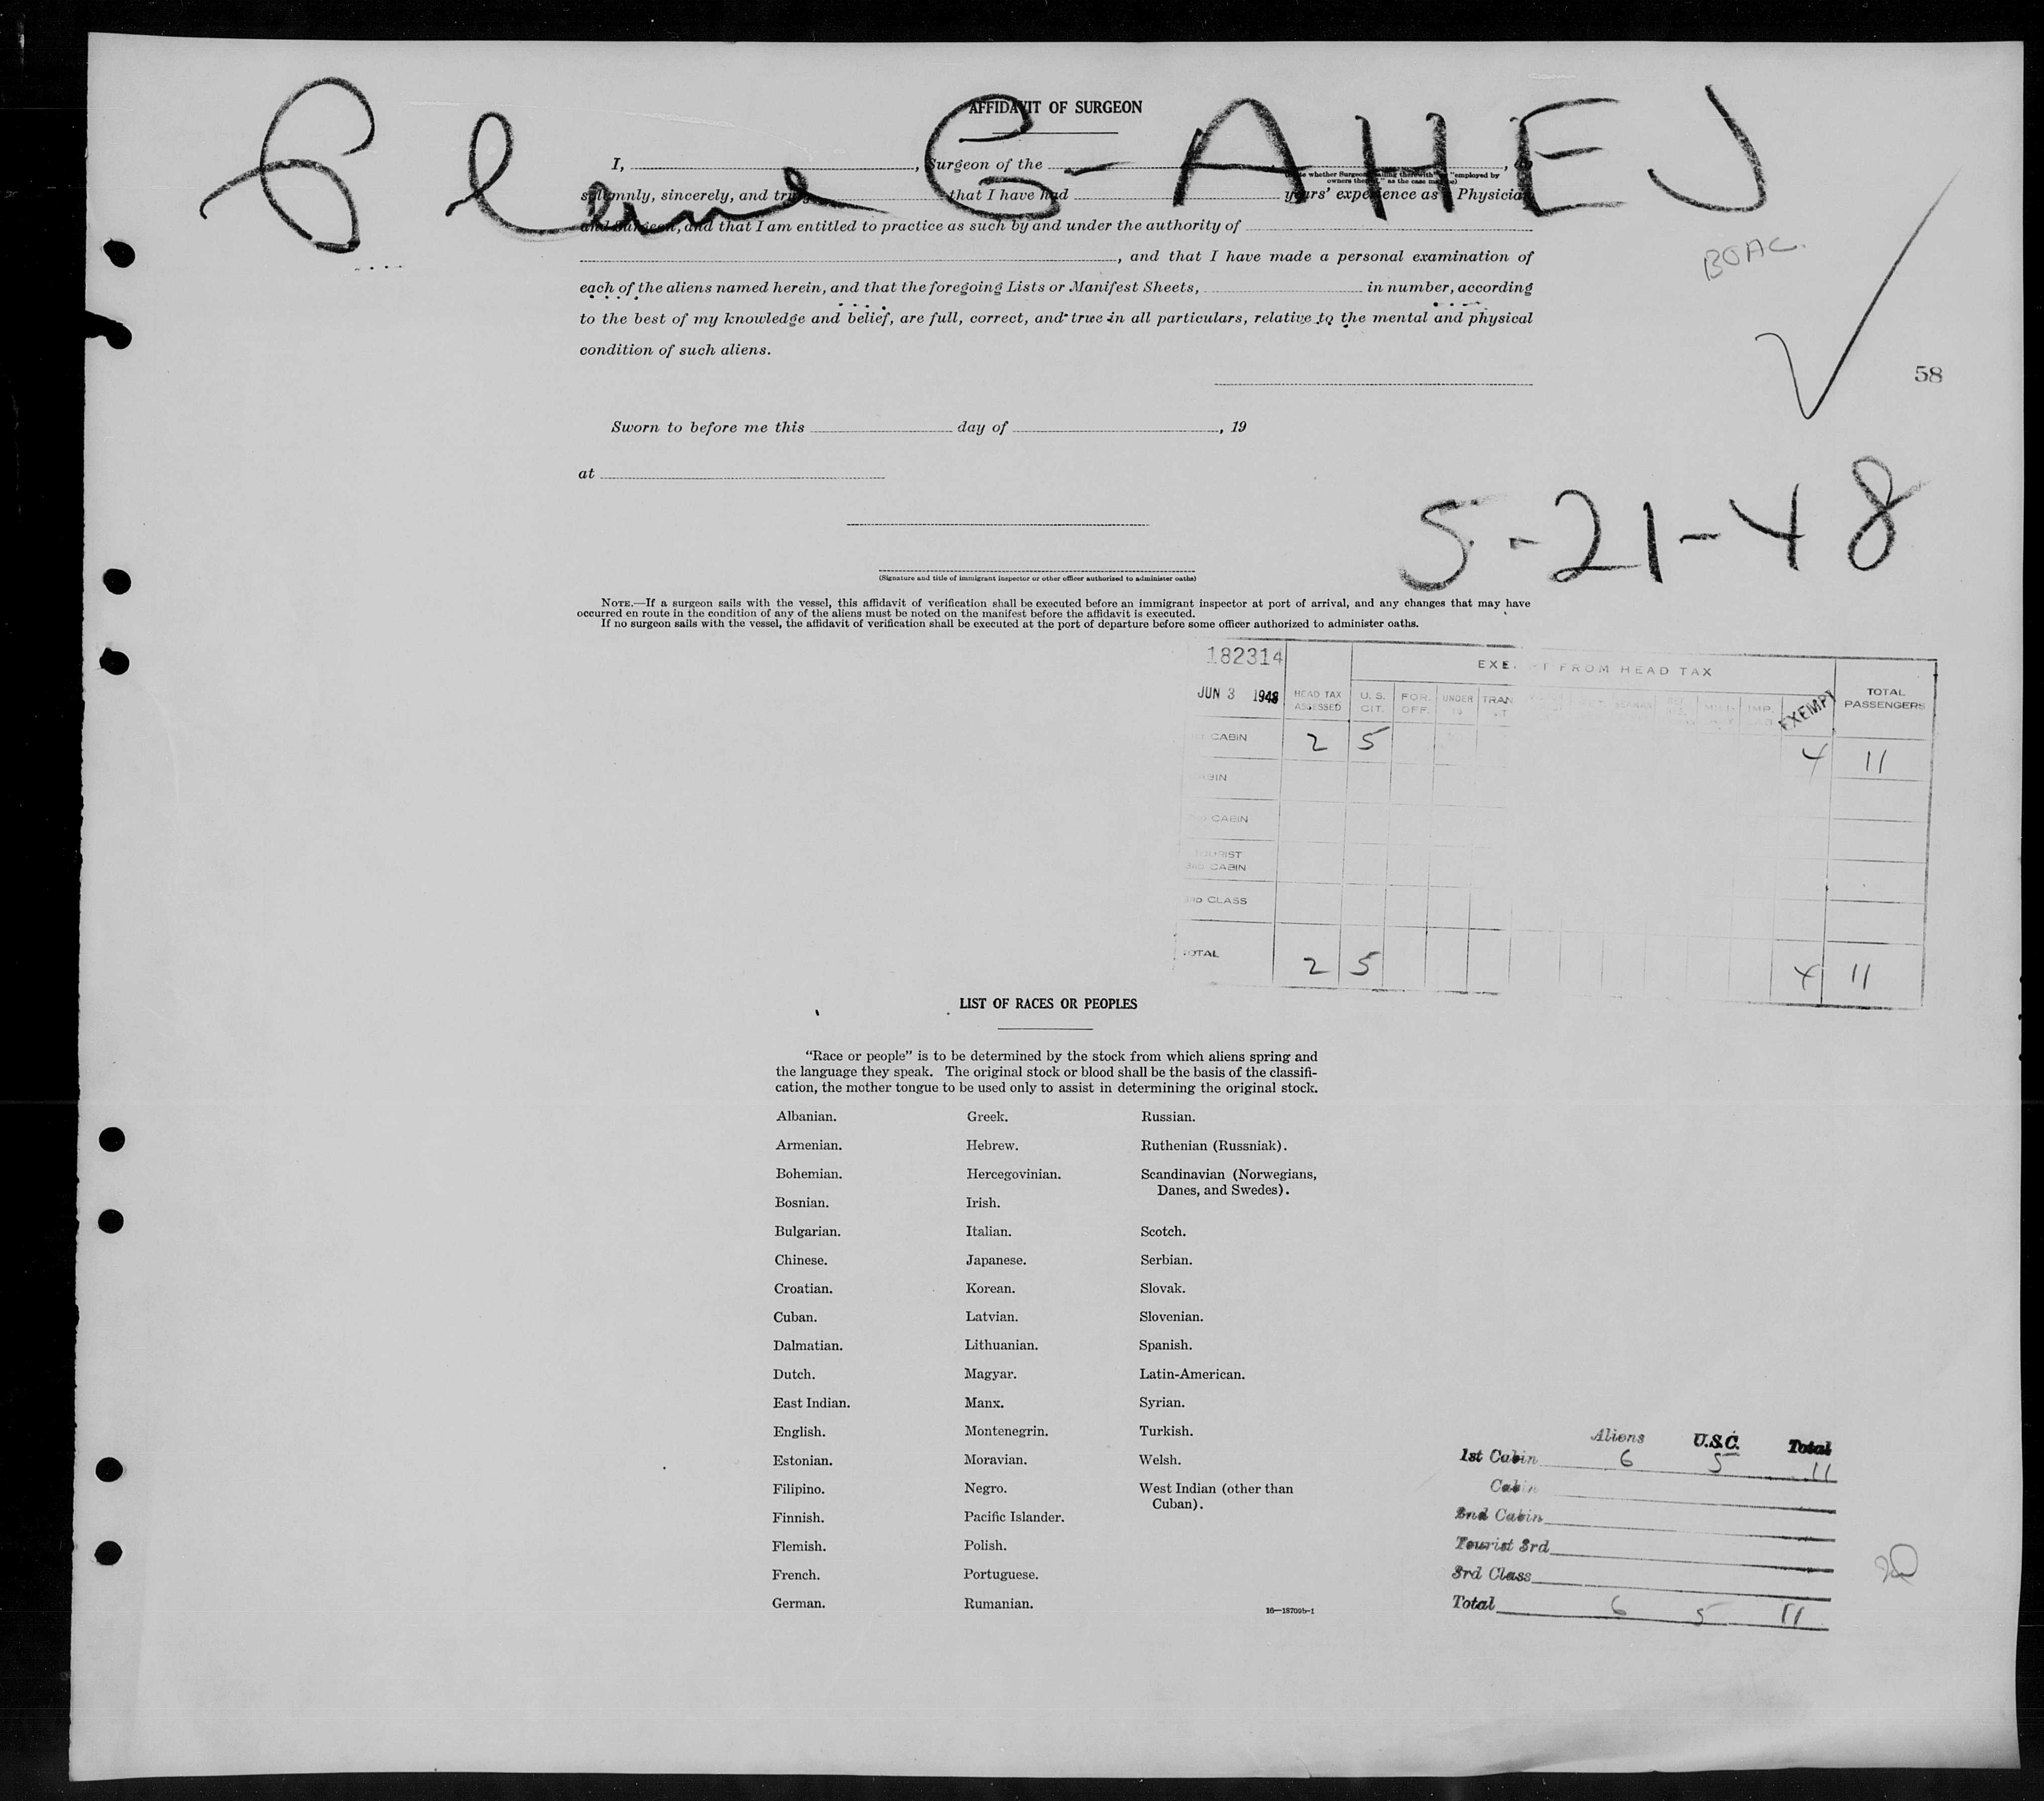 Plane G-AHEJ
AFFIDAVIT OF SURGEON
I, , Surgeon of the , do
owners
solemnly, sincerely, and truly that I have had years' experience as a Physician
and Surgeon, and that I am entitled to practice as such by and under the authority of
, and that I have made a personal examination of
BOAC.
each of the aliens named herein, and that the foregoing Lists or Manifest Sheets, in number, according
to the best of my knowledge and belief, are full, correct, and true in all particulars, relative to the mental and physical
condition of such aliens.
58
Sworn to before me this day of , 19
at
5-21-48
(Signature and title of immigrant inspector or other officer authorized to administer oaths)
NOTE.—If a surgeon sails with the vessel, this affidavit of verification shall be executed before an immigrant inspector at port of arrival, and any changes that may have
occurred en route in the condition of any of the aliens must be noted on the manifest before the affidavit is executed.
If no surgeon sails with the vessel, the affidavit of verification shall be executed at the port of departure before some officer authorized to administer oaths.
182314 EXEMPT FROM HEAD TAX
JUN 3 1948 HEAD TAX ASSESSED U. S. CIT. FOR. OFF. UNDER 16 TRAN EXEMPT TOTAL PASSENGERS
CABIN 2 5 4 11
CABIN
CABIN
TOURIST
3RD CABIN
3RD CLASS
TOTAL 2 5 4 11
LIST OF RACES OR PEOPLES
"Race or people" is to be determined by the stock from which aliens spring and
the language they speak. The original stock or blood shall be the basis of the classifi-
cation, the mother tongue to be used only to assist in determining the original stock.
Albanian. Greek. Russian.
Armenian. Hebrew. Ruthenian (Russniak).
Bohemian. Hercegovinian. Scandinavian (Norwegians,
Danes, and Swedes).
Bosnian. Irish.
Bulgarian. Italian. Scotch.
Chinese. Japanese. Serbian.
Croatian. Korean. Slovak.
Cuban. Latvian. Slovenian.
Dalmatian. Lithuanian. Spanish.
Dutch. Magyar. Latin-American.
East Indian. Manx. Syrian.
English. Montenegrin. Turkish.
Estonian. Moravian. Welsh.
Filipino. Negro. West Indian (other than
Cuban).
Finnish. Pacific Islander.
Flemish. Polish.
French. Portuguese.
German. Rumanian.
16—18709b-1
Aliens U.S.C. Total
1st Cabin 6 5 11
Cabin
2nd Cabin
Tourist 3rd
3rd Class
Total 6 5 11